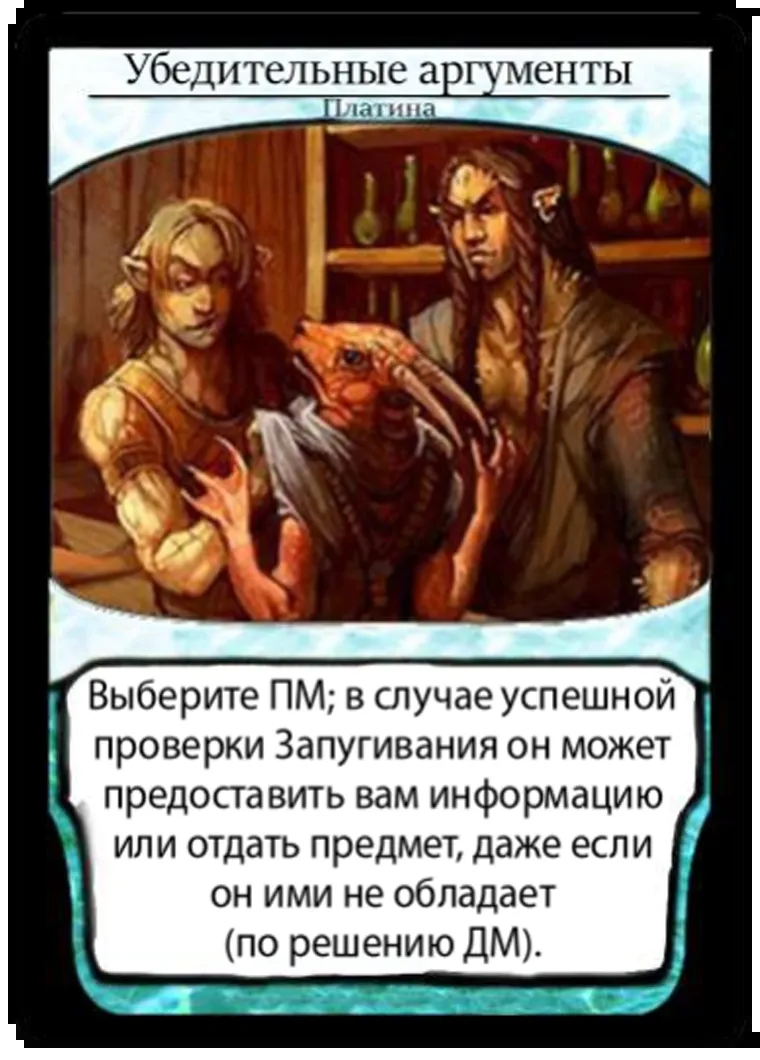 Убедительные аргументы
Платина
Выберите ПМ; в случае успешной
проверки Запугивания он может
предоставить вам информацию
или отдать предмет, даже если
он ими не обладает
(по решению ДМ).